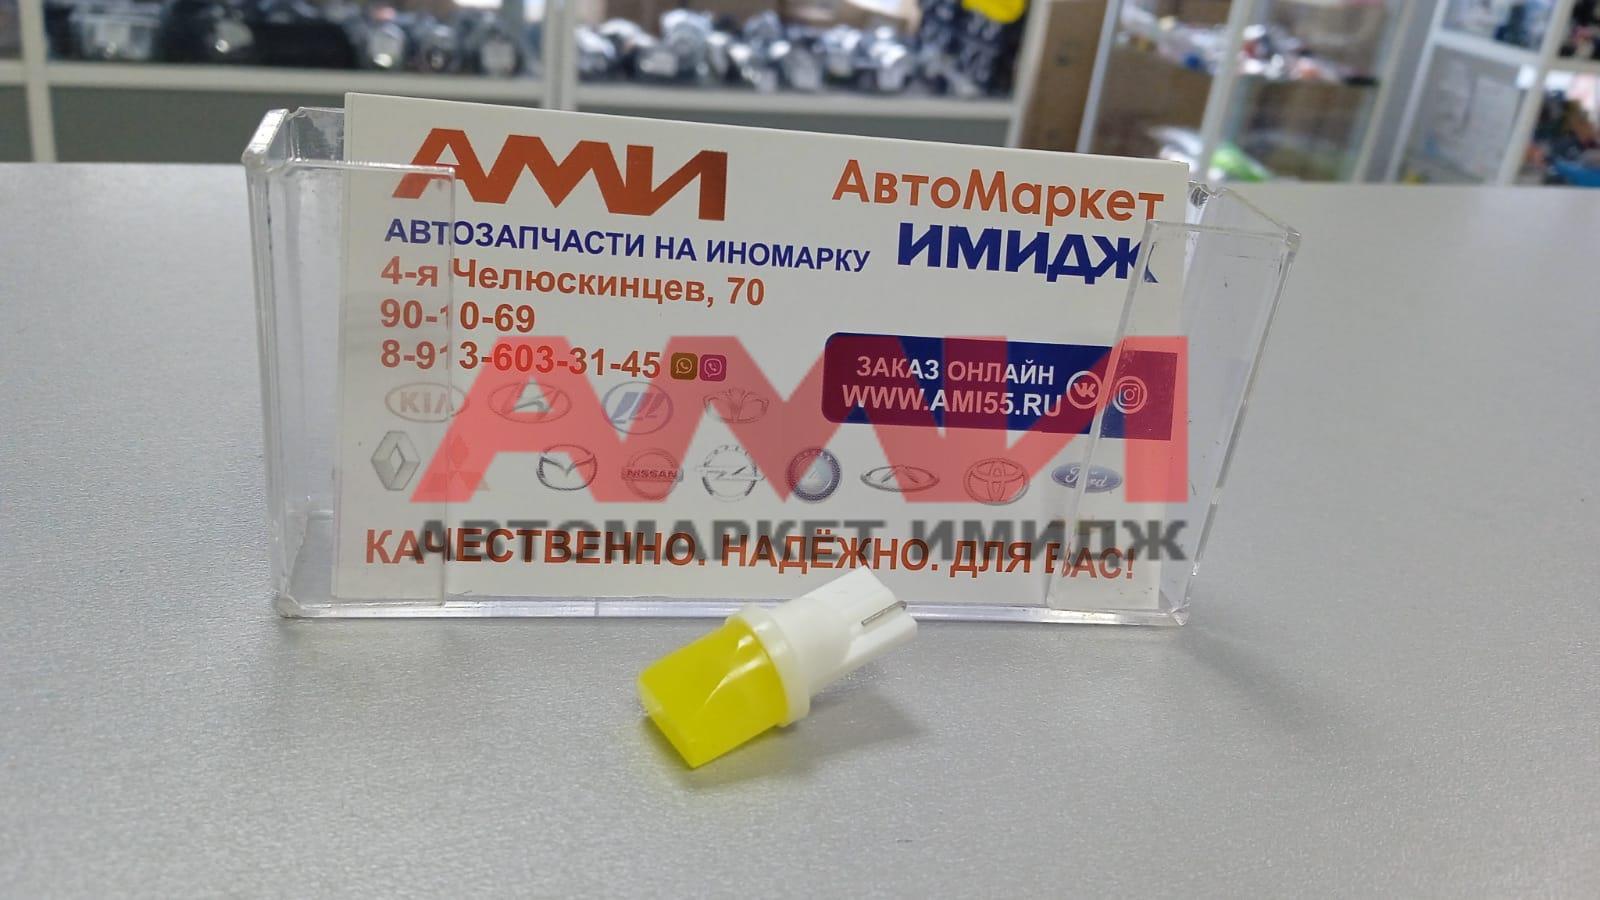 АМИ
АвтоМаркет
ИМИДЖ
АВТОЗАПЧАСТИ НА ИНОМАРКУ
4-я Челюскинцев, 70
90-10-69
8-913-603-31-45
ЗАКАЗ ОНЛАЙН
WWW.AMI55.RU
KIA
NISSAN
Ford
КАЧЕСТВЕННО. НАДЁЖНО. ДЛЯ ВАС!
АМИ
АВТОМАРКЕТ ИМИДЖ